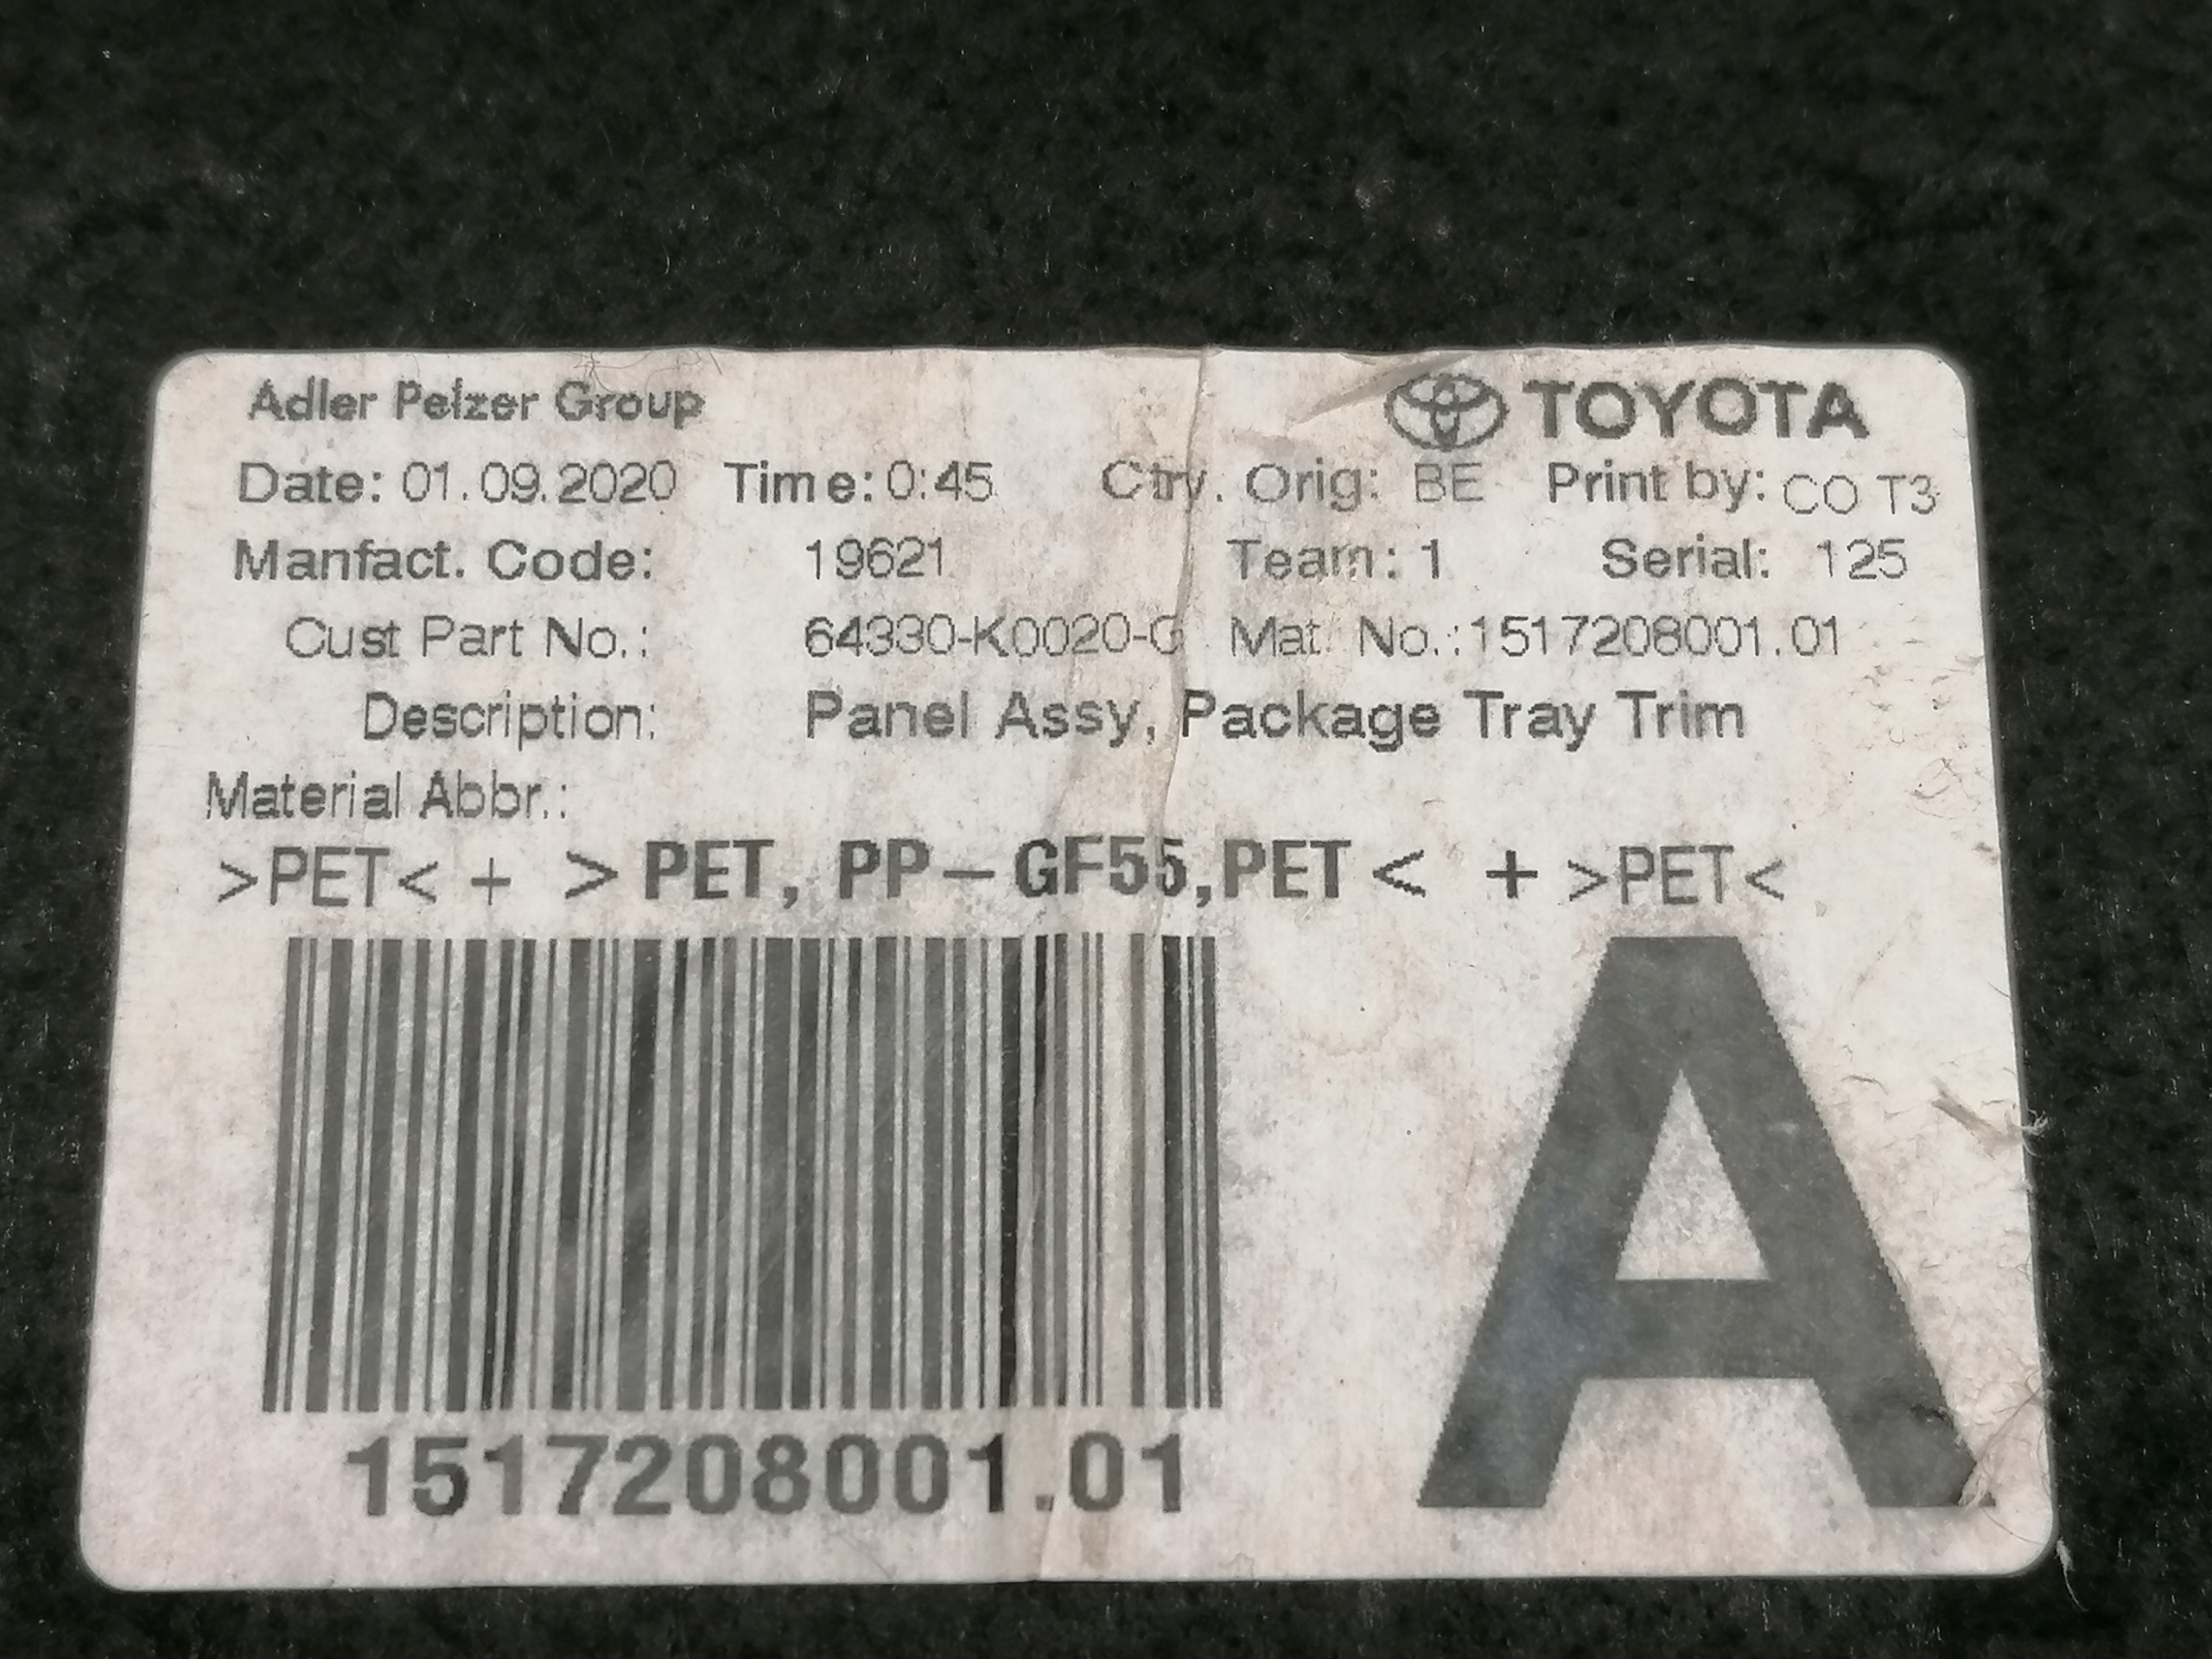 Adler Pelzer Group TOYOTA
Date: 01.09.2020 Time: 0:45 Ctry. Orig: BE Print by: CO T3
Manfact. Code: 19621 Team: 1 Serial: 125
Cust Part No.: 64330-K0020-G Mat No.:1517208001.01
Description: Panel Assy, Package Tray Trim
Material Abbr.:
>PET< + >PET, PP-GF55,PET< + >PET<
1517208001.01
A